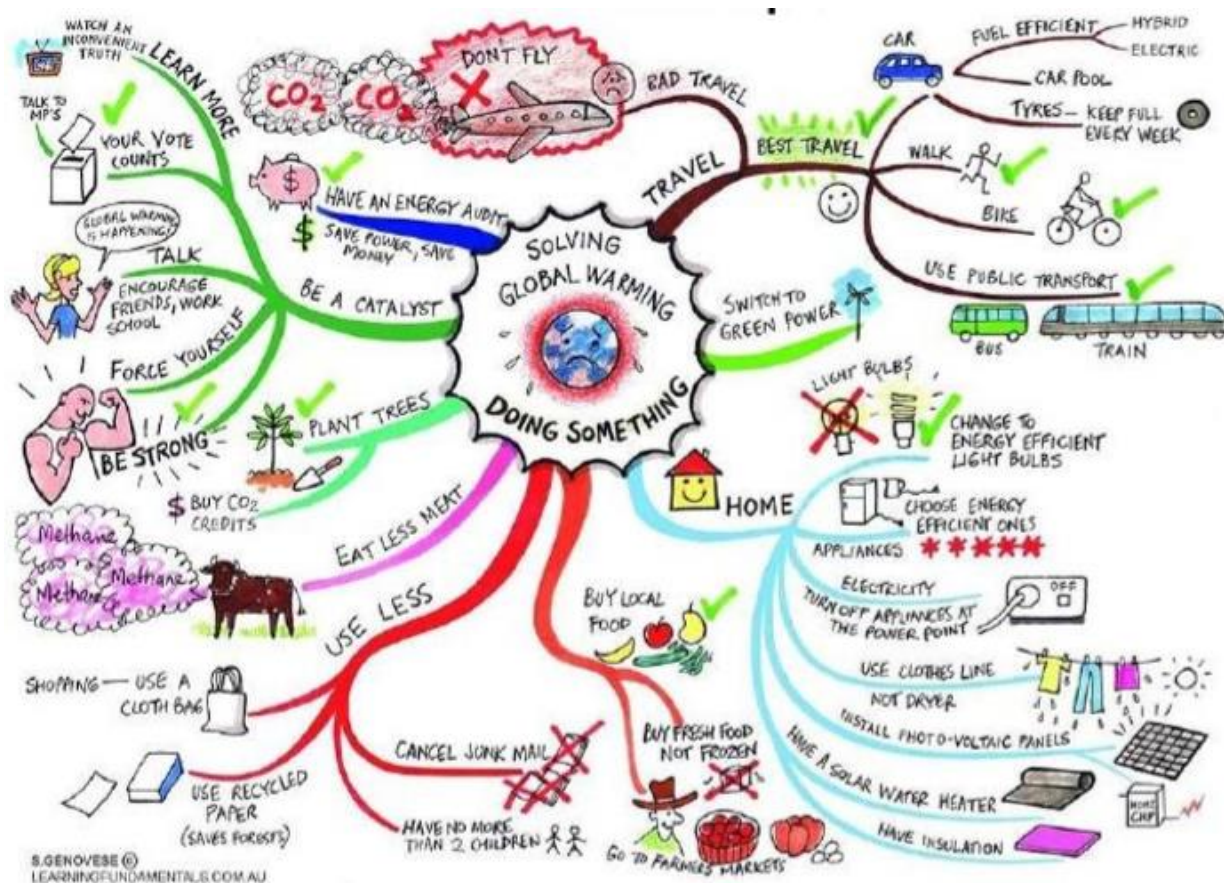 SOLVING
GLOBAL WARMING
DOING SOMETHING
TRAVEL
BAD TRAVEL
DON'T FLY
CO2
CO2
BEST TRAVEL
CAR
FUEL EFFICIENT
HYBRID
ELECTRIC
CAR POOL
TYRES — KEEP FULL
EVERY WEEK
WALK
BIKE
USE PUBLIC TRANSPORT
BUS
TRAIN
SWITCH TO
GREEN POWER
HOME
LIGHT BULBS
CHANGE TO
ENERGY EFFICIENT
LIGHT BULBS
CHOOSE ENERGY
EFFICIENT ONES
APPLIANCES
ELECTRICITY
TURN OFF APPLIANCES AT
THE POWER POINT
OFF
USE CLOTHES LINE
NOT DRYER
INSTALL PHOTO-VOLTAIC PANELS
HAVE A SOLAR WATER HEATER
HAVE INSULATION
BUY LOCAL
FOOD
BUY FRESH FOOD
NOT FROZEN
GO TO FARMERS MARKETS
USE LESS
SHOPPING — USE A
CLOTH BAG
USE RECYCLED
PAPER
(SAVES FORESTS)
CANCEL JUNK MAIL
HAVE NO MORE
THAN 2 CHILDREN
EAT LESS MEAT
Methane
Methane
Methane
PLANT TREES
$ BUY CO2
CREDITS
BE A CATALYST
LEARN MORE
WATCH AN
INCONVENIENT
TRUTH
TALK TO
MP'S
YOUR VOTE
COUNTS
GLOBAL WARMING
IS HAPPENING!
TALK
ENCOURAGE
FRIENDS, WORK
SCHOOL
FORCE YOURSELF
BE STRONG
$
HAVE AN ENERGY AUDIT
$ SAVE POWER, SAVE
MONEY
S.GENOVESE ©
LEARNINGFUNDAMENTALS.COM.AU